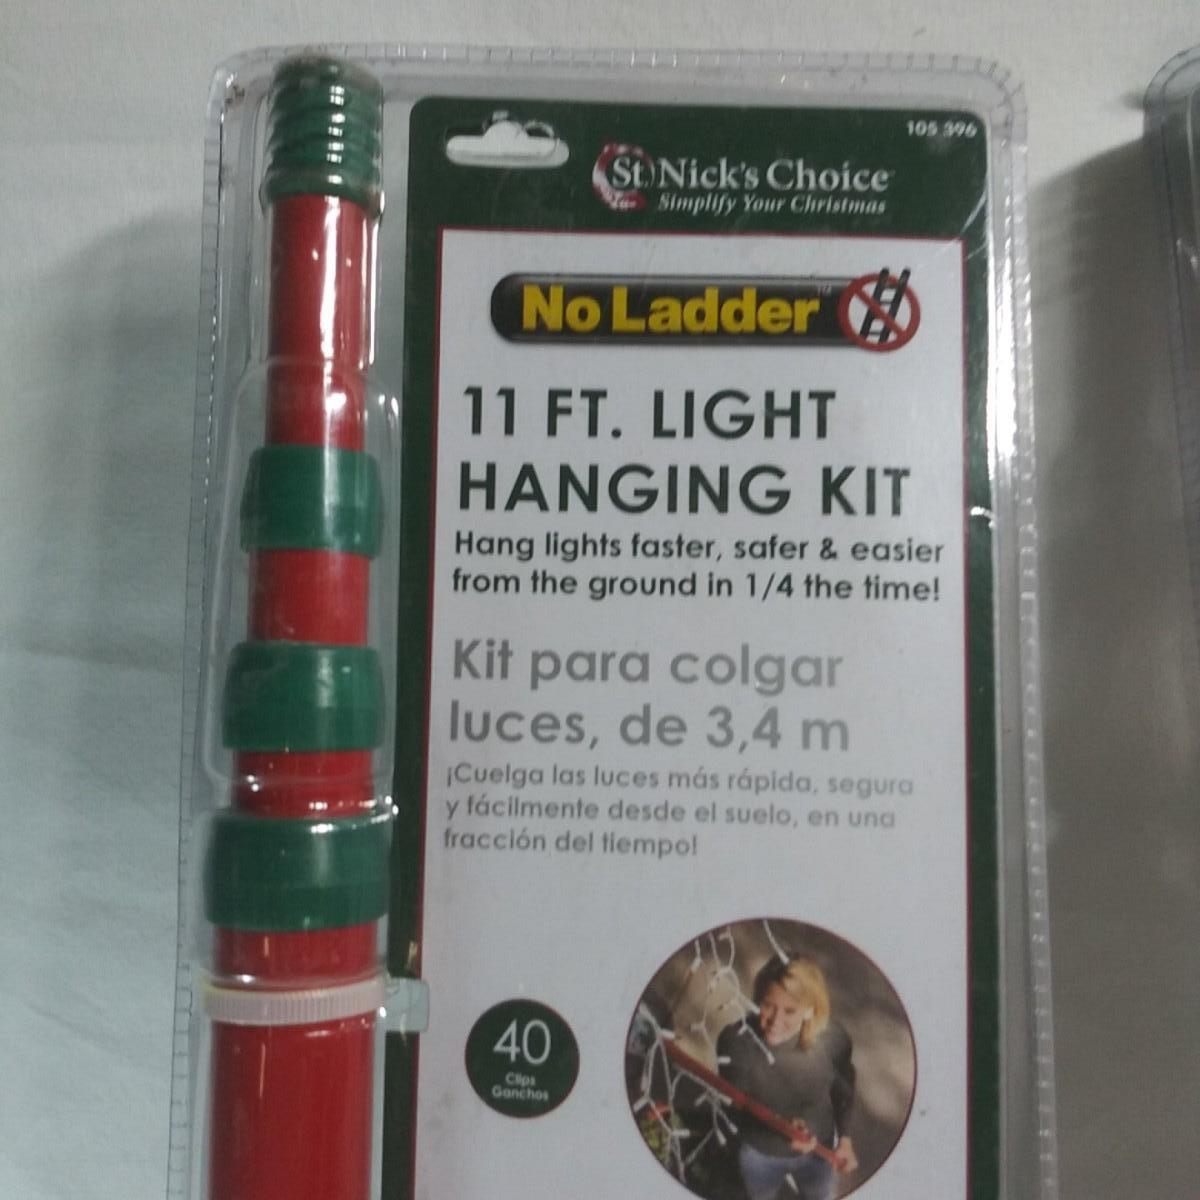 105 396
St. Nick's Choice
Simplify Your Christmas
No Ladder™
11 FT. LIGHT
HANGING KIT
Hang lights faster, safer & easier
from the ground in 1/4 the time!
Kit para colgar
luces, de 3,4 m
¡Cuelga las luces más rápida, segura
y fácilmente desde el suelo, en una
fracción del tiempo!
40
Clips
Ganchos